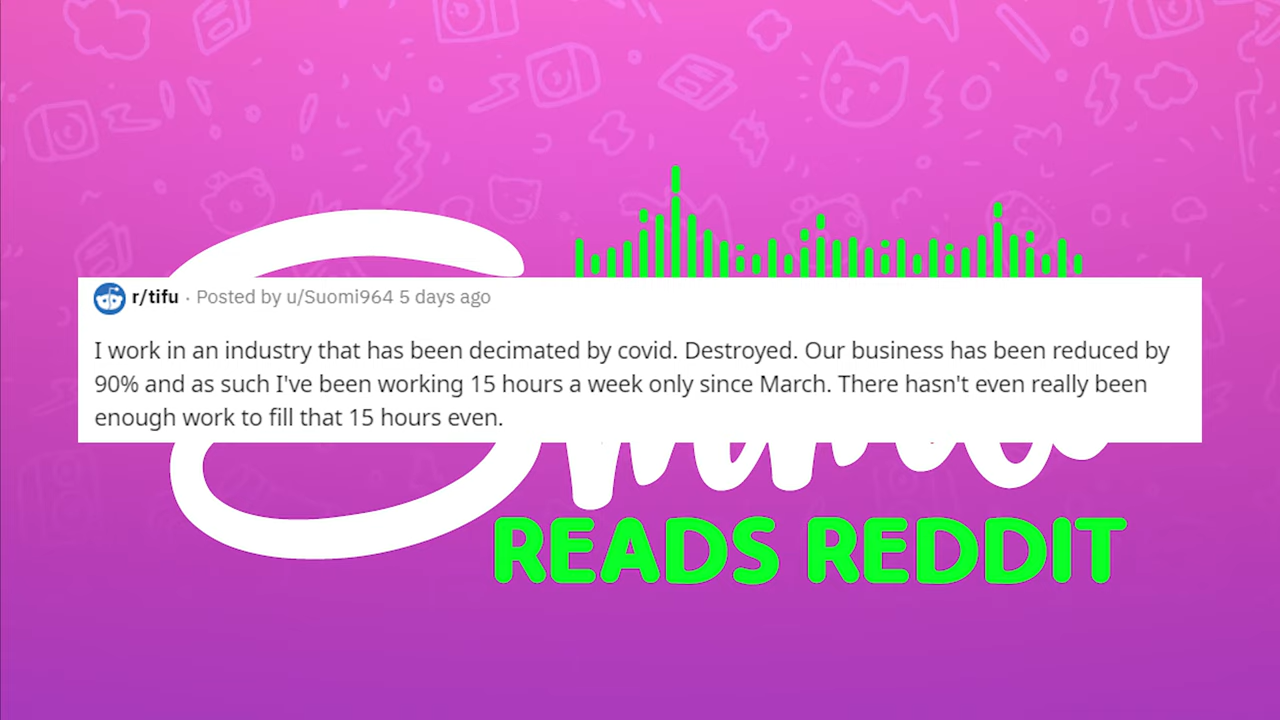 r/tifu · Posted by u/Suomi964 5 days ago
I work in an industry that has been decimated by covid. Destroyed. Our business has been reduced by
90% and as such I've been working 15 hours a week only since March. There hasn't even really been
enough work to fill that 15 hours even.
READS REDDIT